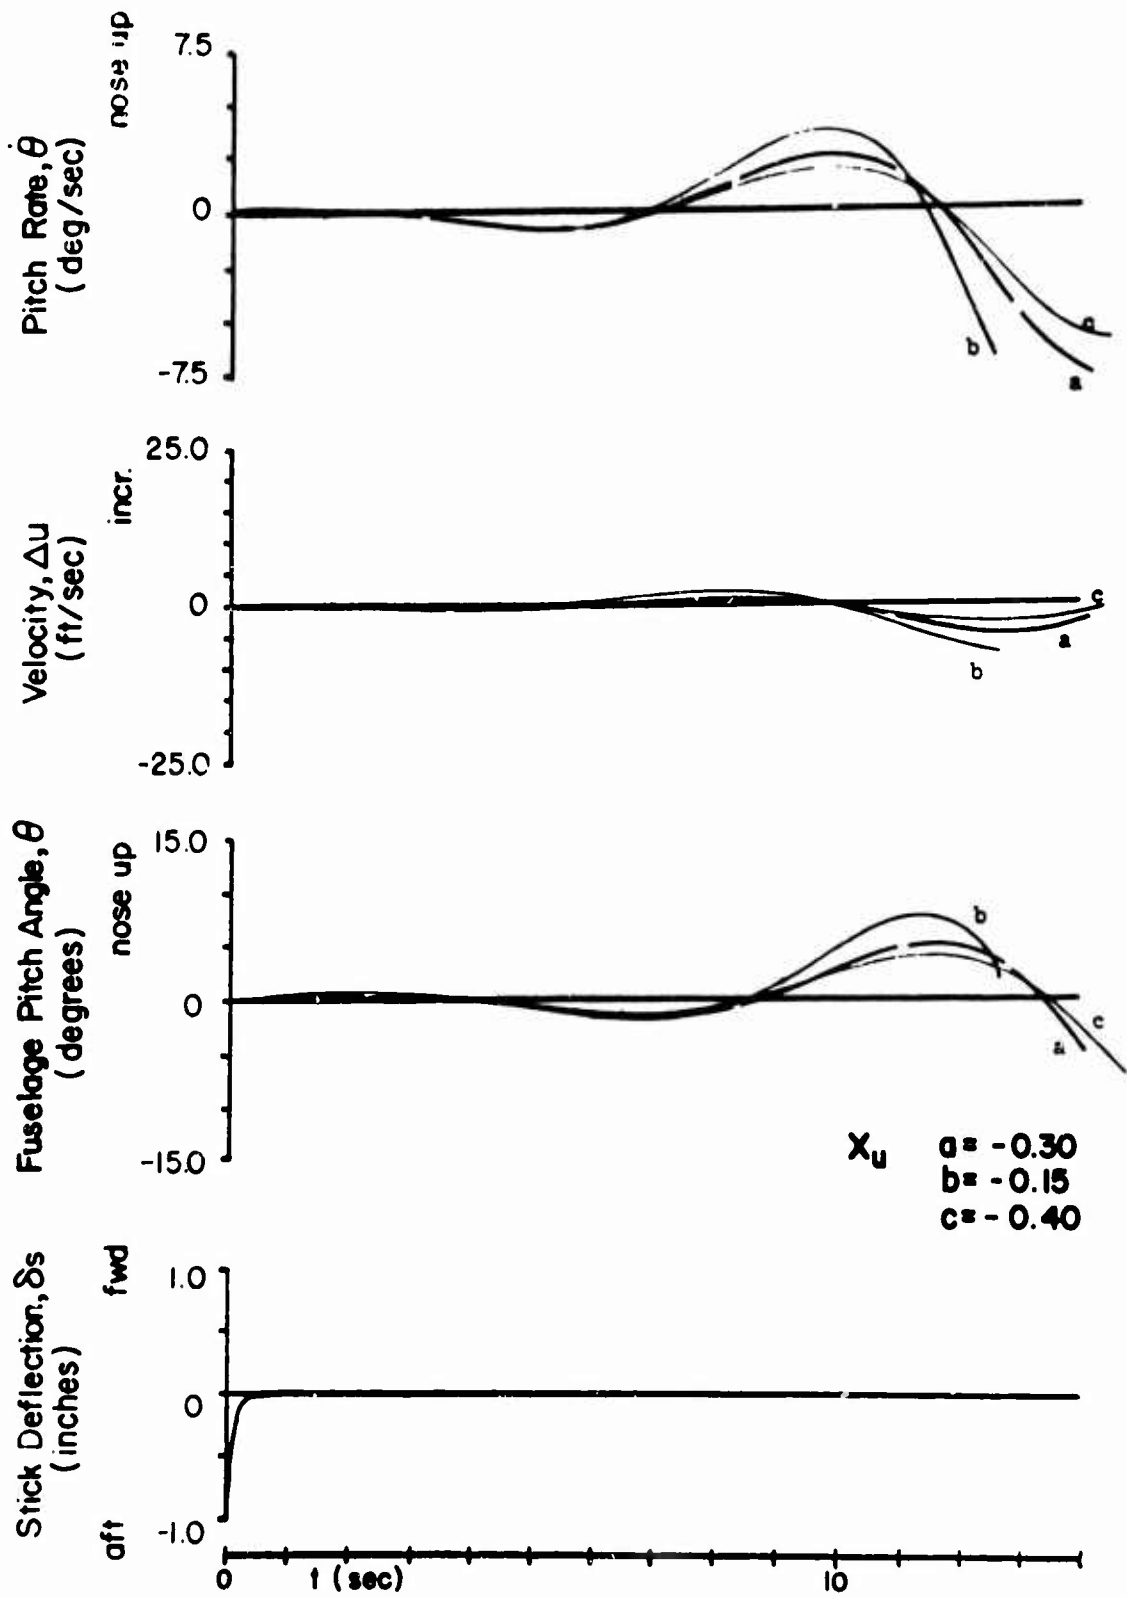 Pitch Rate, θ̇
(deg/sec)
nose up
7.5
0
-7.5
b
c
a
Velocity, Δu
(ft/sec)
incr.
25.0
0
-25.0
c
a
b
Fuselage Pitch Angle, θ
(degrees)
nose up
15.0
0
-15.0
b
c
a
Xu
a = -0.30
b = -0.15
c = -0.40
Stick Deflection, δs
(inches)
fwd
aft
1.0
0
-1.0
0
t (sec)
10